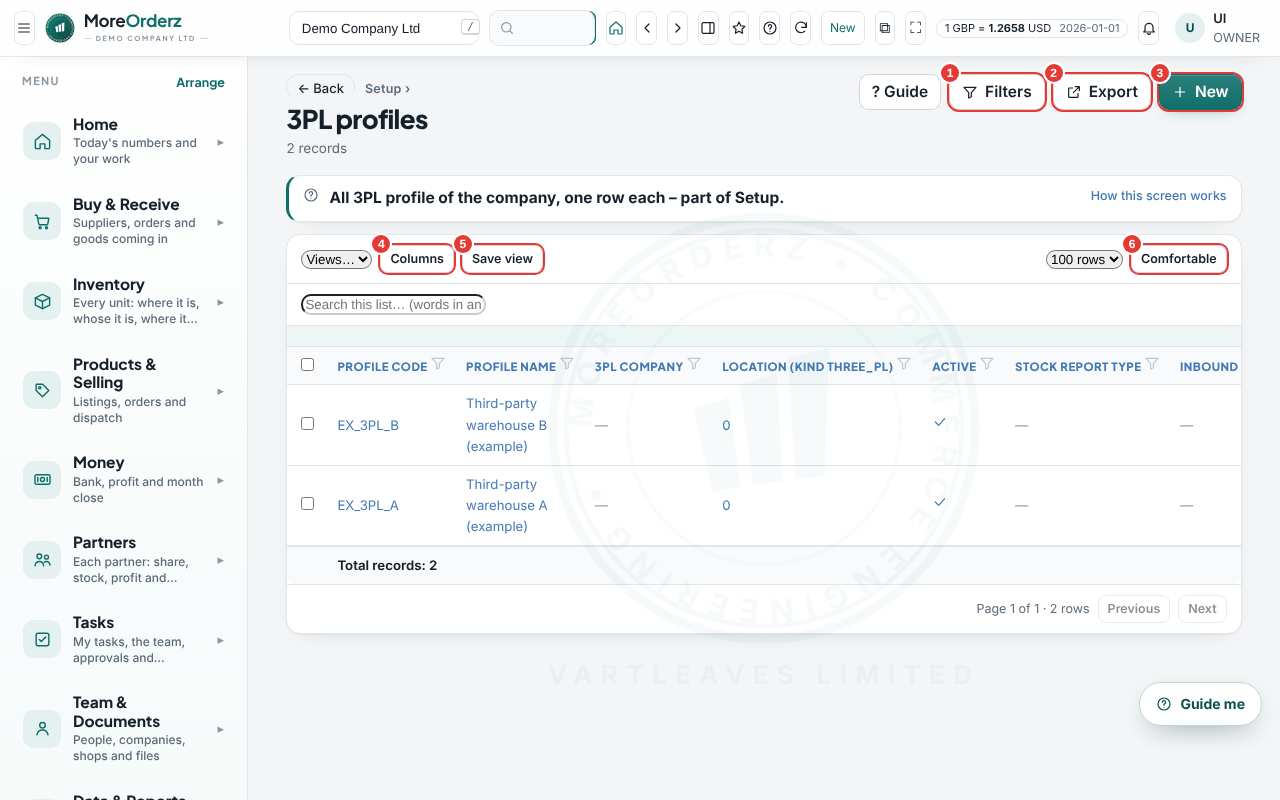 MoreOrderz
— DEMO COMPANY LTD —
Demo Company Ltd /
New
1 GBP = 1.2658 USD 2026-01-01
U
UI
OWNER
MENU
Arrange
Home
Today's numbers and
your work
Buy & Receive
Suppliers, orders and
goods coming in
Inventory
Every unit: where it is,
whose it is, where it...
Products &
Selling
Listings, orders and
dispatch
Money
Bank, profit and month
close
Partners
Each partner: share,
stock, profit and...
Tasks
My tasks, the team,
approvals and...
Team &
Documents
People, companies,
shops and files
Data & Reports
← Back
Setup ›
3PL profiles
2 records
? Guide
1 Filters
2 Export
3 + New
All 3PL profile of the company, one row each – part of Setup.
How this screen works
Views...
4 Columns
5 Save view
100 rows
6 Comfortable
Search this list... (words in an
PROFILE CODE PROFILE NAME 3PL COMPANY LOCATION (KIND THREE_PL) ACTIVE STOCK REPORT TYPE INBOUND
EX_3PL_B Third-party warehouse B (example) — 0 ✓ — —
EX_3PL_A Third-party warehouse A (example) — 0 ✓ — —
Total records: 2
Page 1 of 1 · 2 rows
Previous
Next
MOREORDERZ • COMMERCE ENGINEERING •
VARTLEAVES LIMITED
Guide me